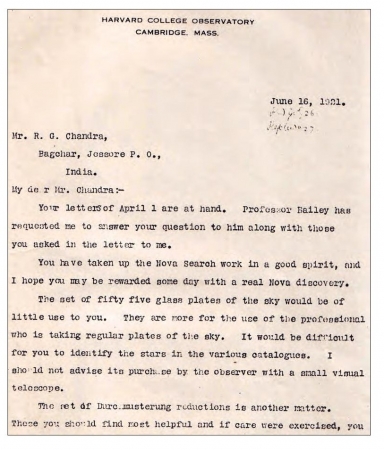 HARVARD COLLEGE OBSERVATORY
CAMBRIDGE, MASS.
June 16, 1921.
Mr. R. G. Chandra,
Bagchar, Jessore P. O.,
India.
My dear Mr. Chandra:-
Your letters of April 1 are at hand. Professor Bailey has
requested me to answer your question to him along with those
you asked in the letter to me.
You have taken up the Nova Search work in a good spirit, and
I hope you may be rewarded some day with a real Nova discovery.
The set of fifty five glass plates of the sky would be of
little use to you. They are more for the use of the professional
who is taking regular plates of the sky. It would be difficult
for you to identify the stars in the various catalogues. I
should not advise its purchase by the observer with a small visual
telescope.
The set of Durchmusterung reductions is another matter.
These you should find most helpful and if care were exercised, you